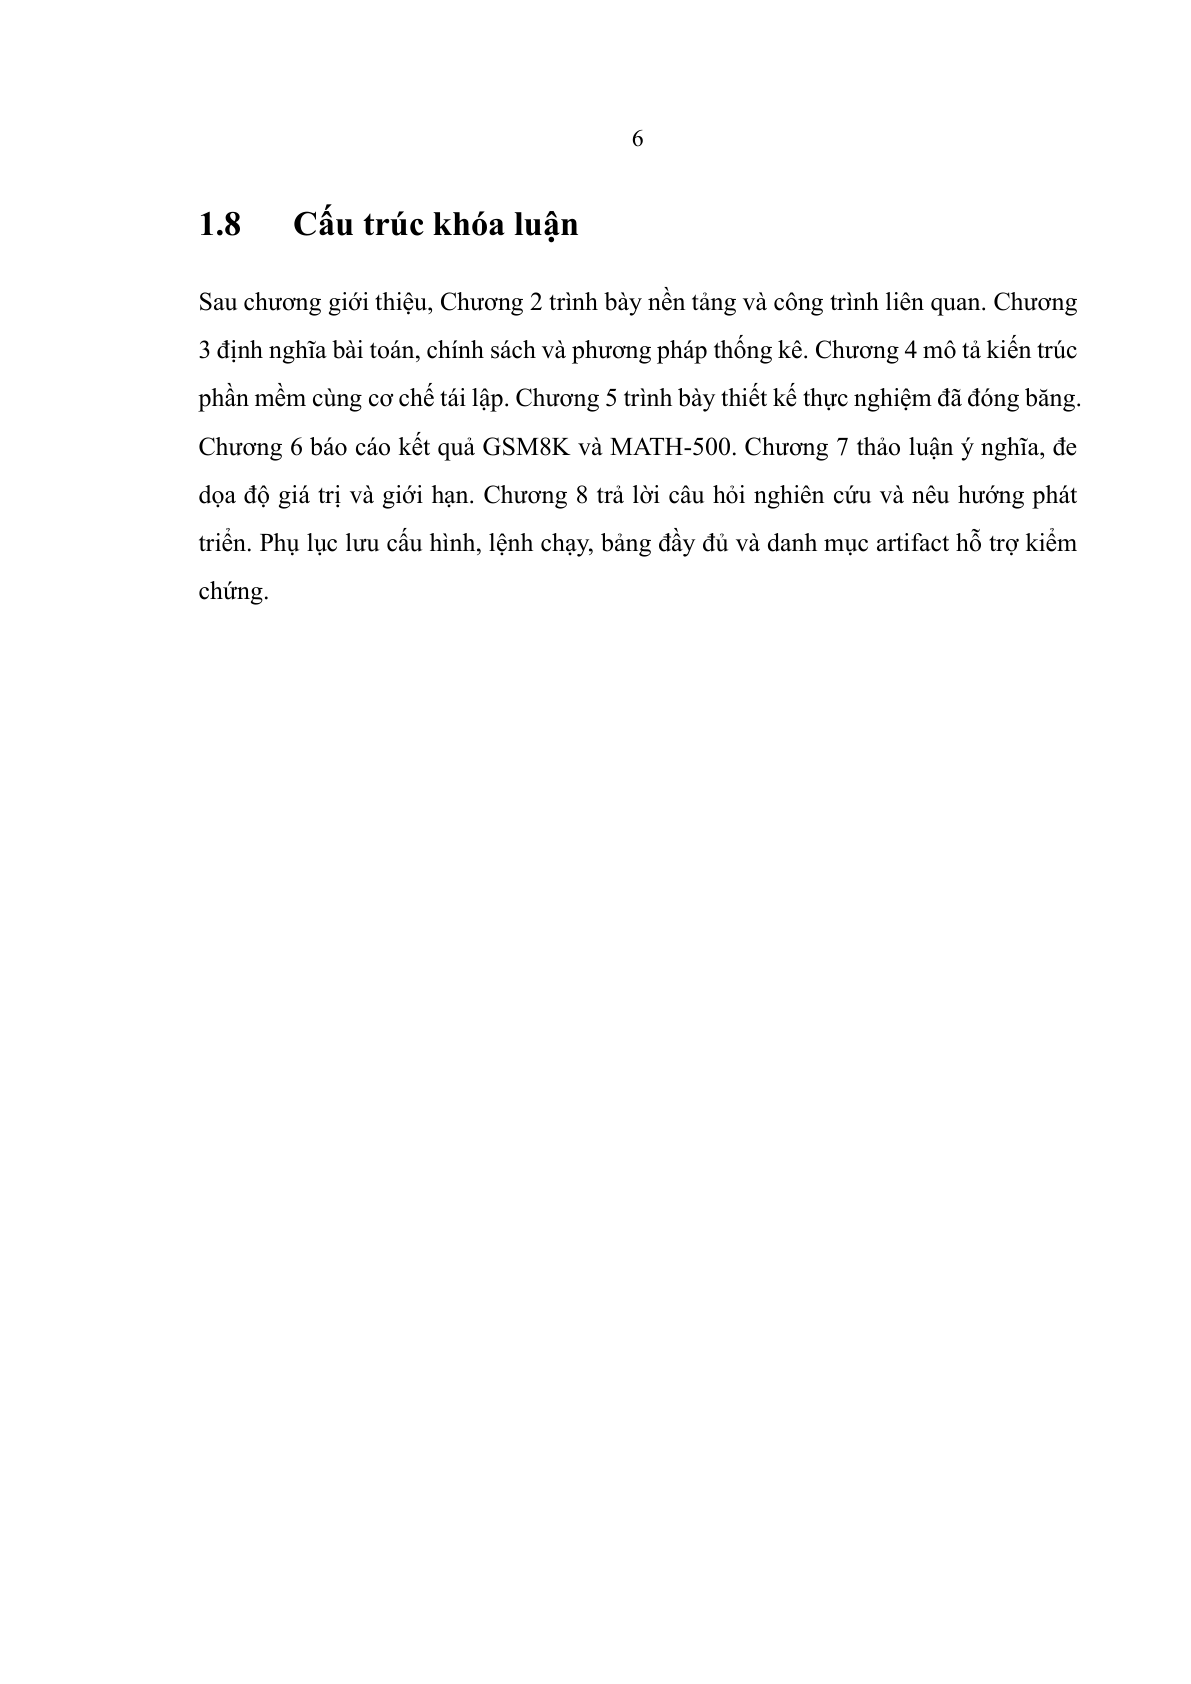 6
1.8 Cấu trúc khóa luận
Sau chương giới thiệu, Chương 2 trình bày nền tảng và công trình liên quan. Chương
3 định nghĩa bài toán, chính sách và phương pháp thống kê. Chương 4 mô tả kiến trúc
phần mềm cùng cơ chế tái lập. Chương 5 trình bày thiết kế thực nghiệm đã đóng băng.
Chương 6 báo cáo kết quả GSM8K và MATH-500. Chương 7 thảo luận ý nghĩa, đe
dọa độ giá trị và giới hạn. Chương 8 trả lời câu hỏi nghiên cứu và nêu hướng phát
triển. Phụ lục lưu cấu hình, lệnh chạy, bảng đầy đủ và danh mục artifact hỗ trợ kiểm
chứng.